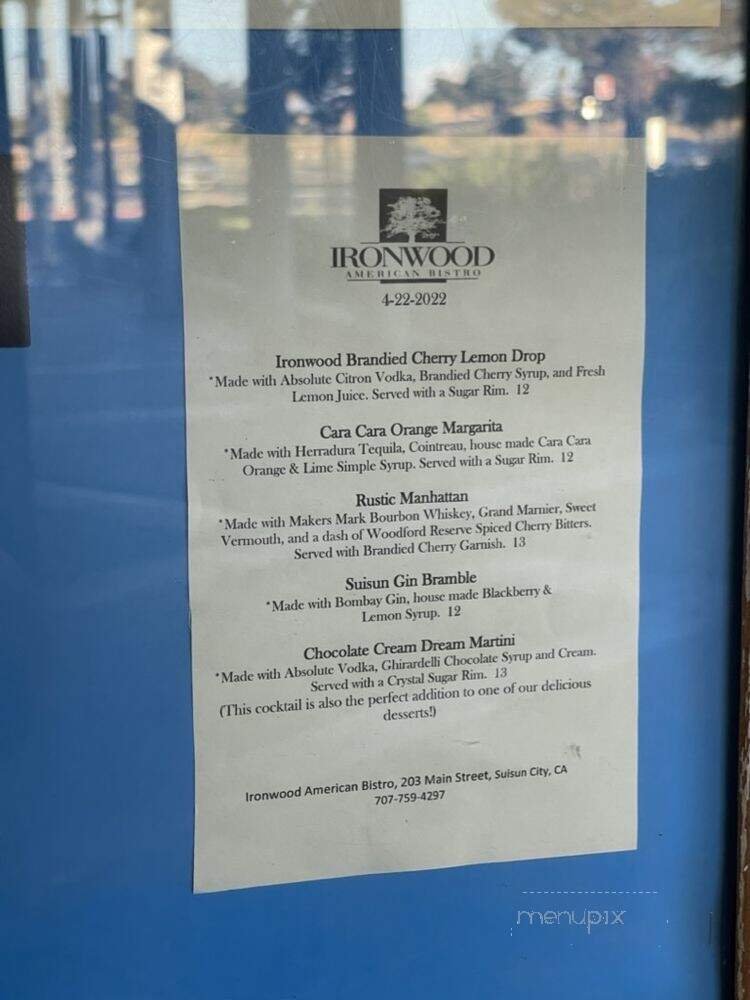 IRONWOOD
AMERICAN BISTRO
4-22-2022
Ironwood Brandied Cherry Lemon Drop
*Made with Absolute Citron Vodka, Brandied Cherry Syrup, and Fresh
Lemon Juice. Served with a Sugar Rim. 12
Cara Cara Orange Margarita
*Made with Herradura Tequila, Cointreau, house made Cara Cara
Orange & Lime Simple Syrup. Served with a Sugar Rim. 12
Rustic Manhattan
*Made with Makers Mark Bourbon Whiskey, Grand Marnier, Sweet
Vermouth, and a dash of Woodford Reserve Spiced Cherry Bitters.
Served with Brandied Cherry Garnish. 13
Suisun Gin Bramble
*Made with Bombay Gin, house made Blackberry &
Lemon Syrup. 12
Chocolate Cream Dream Martini
*Made with Absolute Vodka, Ghirardelli Chocolate Syrup and Cream.
Served with a Crystal Sugar Rim. 13
(This cocktail is also the perfect addition to one of our delicious
desserts!)
Ironwood American Bistro, 203 Main Street, Suisun City, CA
707-759-4297
menupix